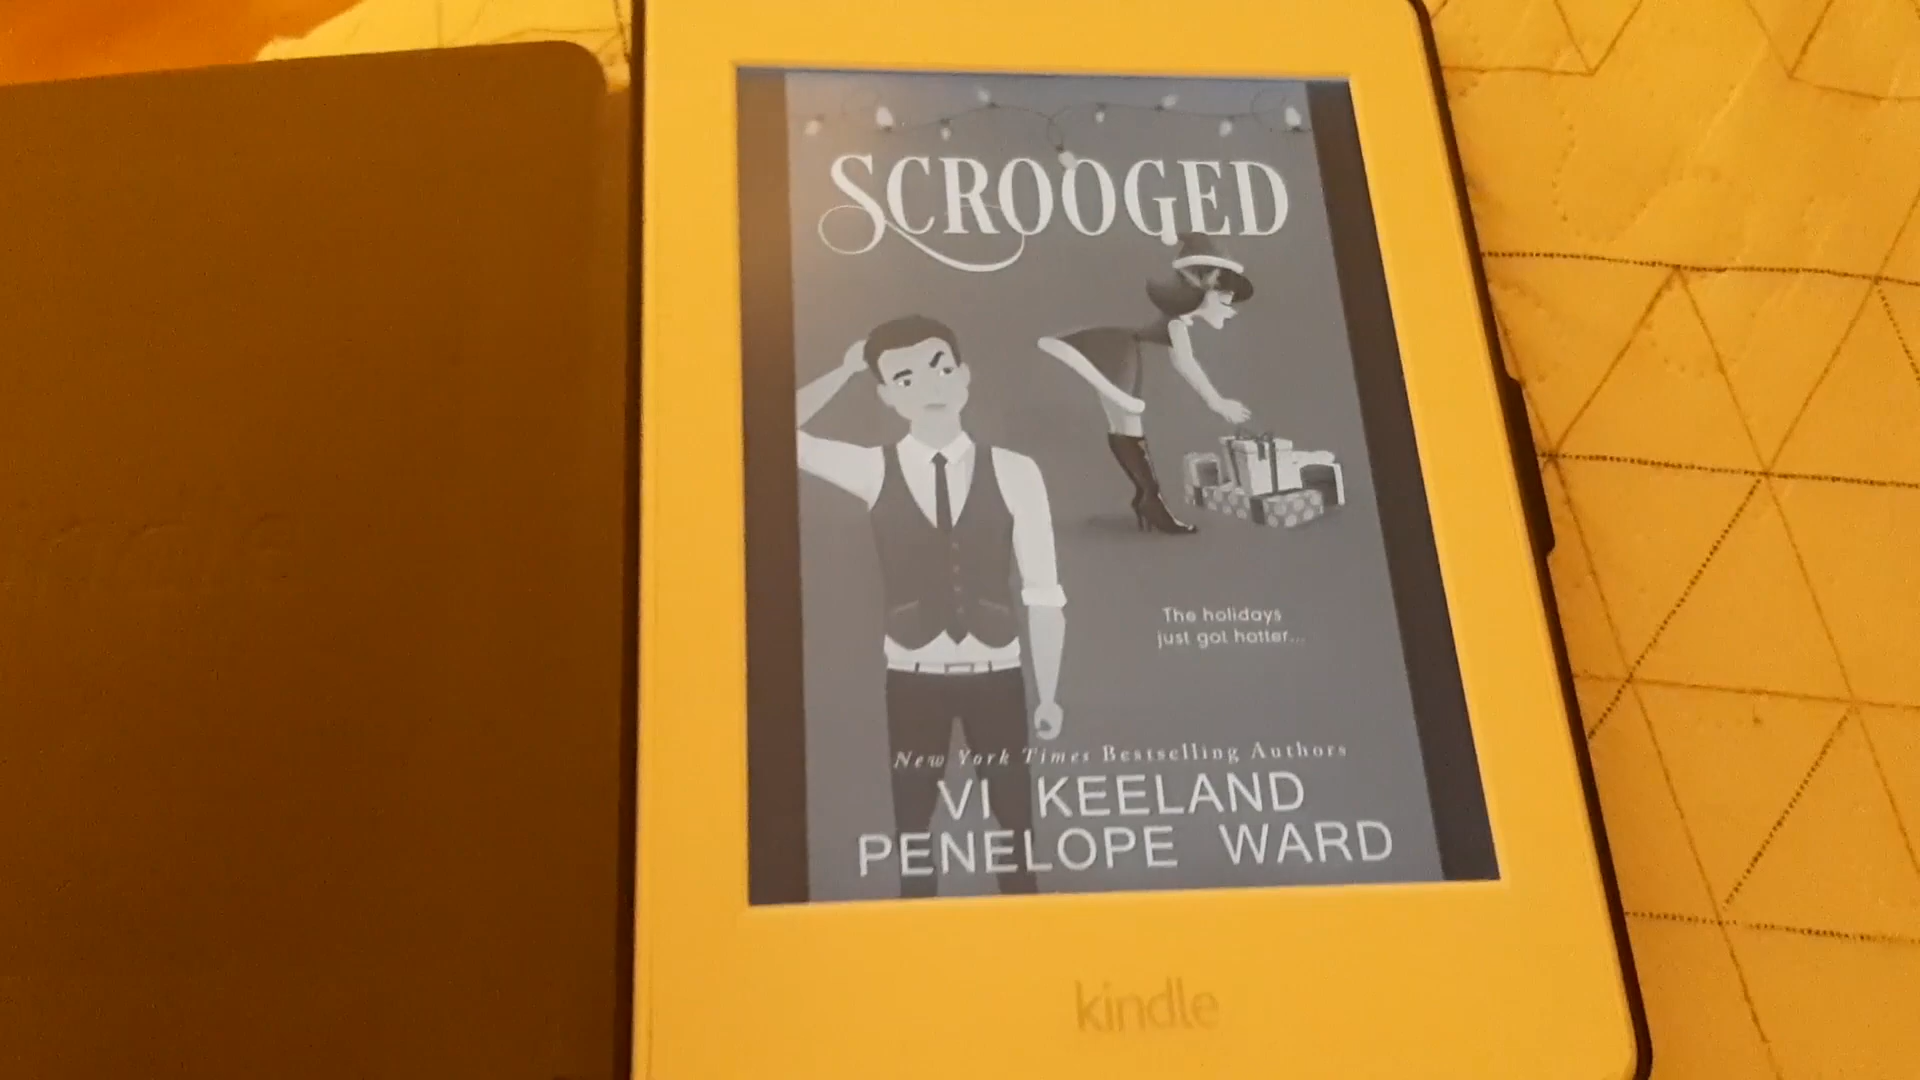 SCROOGED
The holidays
just got hotter...
New York Times Bestselling Authors
VI KEELAND
PENELOPE WARD
kindle